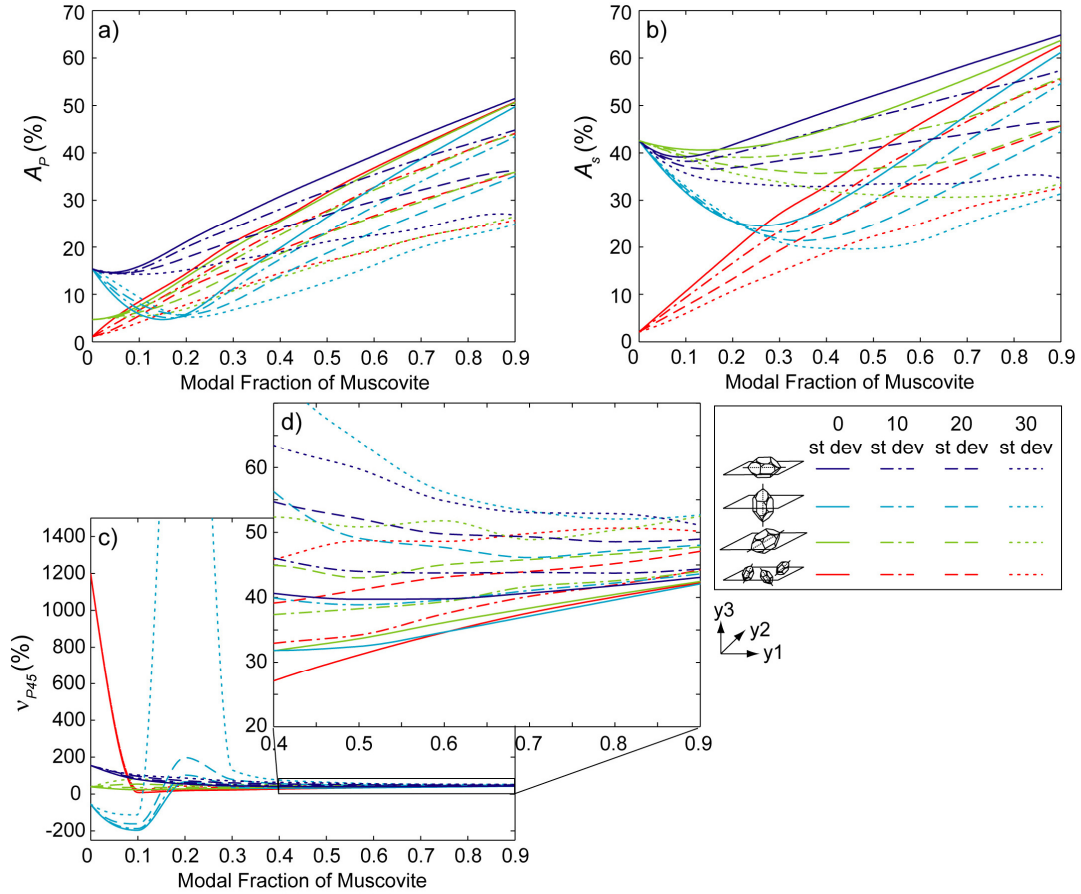 a)
70
60
50
40
30
20
10
0
A_P (%)
0 0.1 0.2 0.3 0.4 0.5 0.6 0.7 0.8 0.9
Modal Fraction of Muscovite
b)
70
60
50
40
30
20
10
0
A_s (%)
0 0.1 0.2 0.3 0.4 0.5 0.6 0.7 0.8 0.9
Modal Fraction of Muscovite
c)
1400
1200
1000
800
600
400
200
0
-200
ν_P45 (%)
0 0.1 0.2 0.3 0.4 0.5 0.6 0.7 0.8 0.9
Modal Fraction of Muscovite
d)
60
50
40
30
20
0.4 0.5 0.6 0.7 0.8 0.9
0 10 20 30
st dev st dev st dev st dev
y3
y2
y1